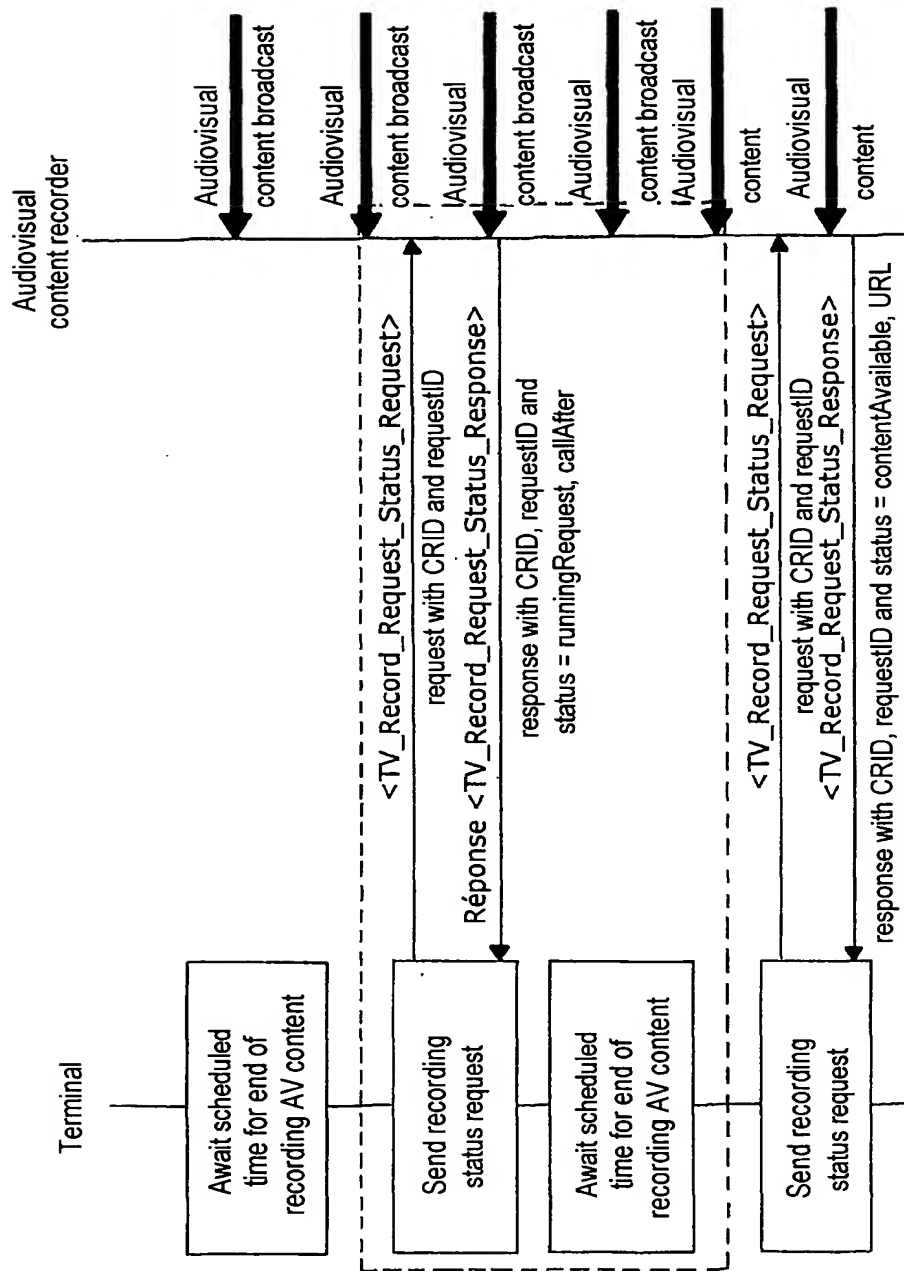 Terminal
Audiovisual
content recorder
Await scheduled
time for end of
recording AV content
Audiovisual
content broadcast
Audiovisual
content broadcast
Send recording
status request
<TV_Record_Request_Status_Request>
request with CRID and requestID
Réponse <TV_Record_Request_Status_Response>
response with CRID, requestID and
status = runningRequest, callAfter
Audiovisual
content broadcast
Await scheduled
time for end of
recording AV content
Audiovisual
content broadcast
Audiovisual
content
Send recording
status request
<TV_Record_Request_Status_Request>
request with CRID and requestID
<TV_Record_Request_Status_Response>
response with CRID, requestID and status = contentAvailable, URL
Audiovisual
content